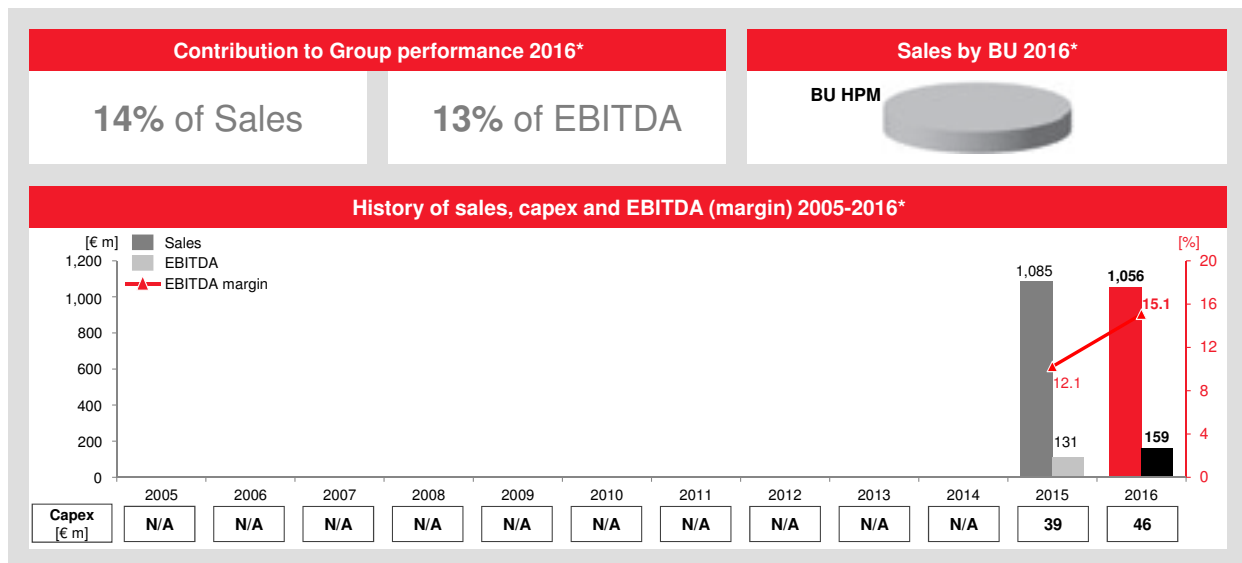 Contribution to Group performance 2016*
Sales by BU 2016*
14% of Sales
13% of EBITDA
BU HPM
History of sales, capex and EBITDA (margin) 2005-2016*
[€ m]
Sales
EBITDA
EBITDA margin
[%]
1,200
1,000
800
600
400
200
0
1,085
1,056
15.1
12.1
131
159
20
16
12
8
4
0
2005 2006 2007 2008 2009 2010 2011 2012 2013 2014 2015 2016
Capex
[€ m]
N/A N/A N/A N/A N/A N/A N/A N/A N/A N/A 39 46